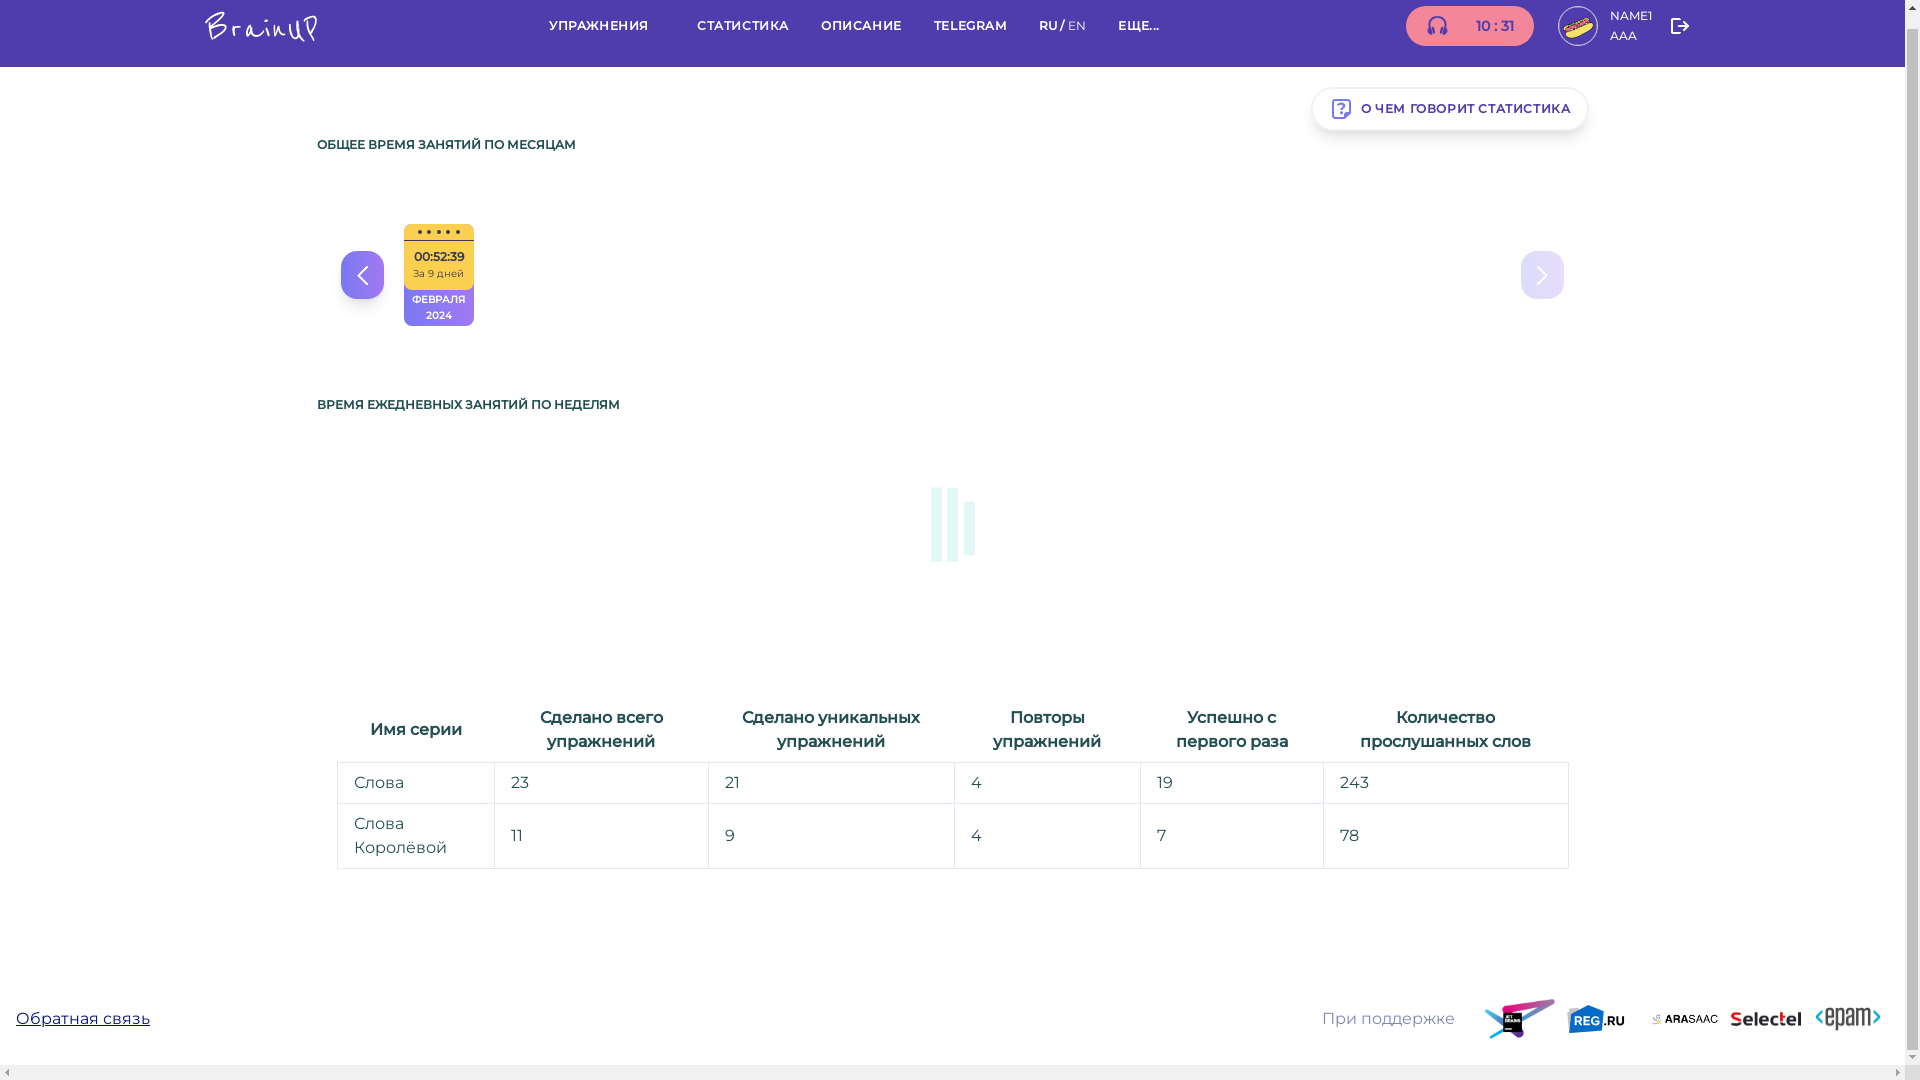 BrainUP
УПРАЖНЕНИЯ СТАТИСТИКА ОПИСАНИЕ TELEGRAM RU / EN ЕЩЕ... 10 : 31 NAME1
AAA
О ЧЕМ ГОВОРИТ СТАТИСТИКА
ОБЩЕЕ ВРЕМЯ ЗАНЯТИЙ ПО МЕСЯЦАМ
00:52:39
За 9 дней
ФЕВРАЛЯ
2024
ВРЕМЯ ЕЖЕДНЕВНЫХ ЗАНЯТИЙ ПО НЕДЕЛЯМ
Имя серии
Сделано всего
упражнений
Сделано уникальных
упражнений
Повторы
упражнений
Успешно с
первого раза
Количество
прослушанных слов
Слова 23 21 4 19 243
Слова
Королёвой
11 9 4 7 78
Обратная связь
При поддержке
JET
BRAINS
REG.RU
ARASAAC
Selectel
<epam>